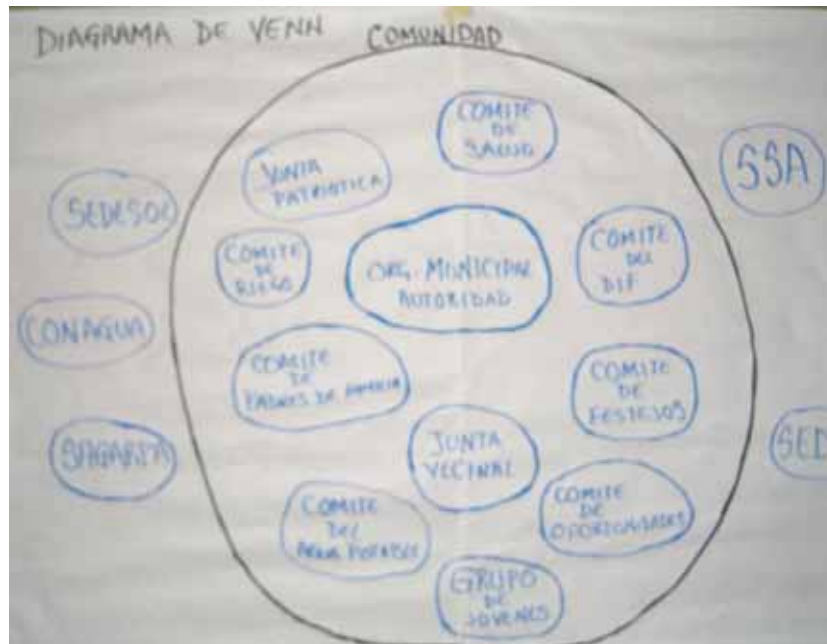 DIAGRAMA DE VENN
COMUNIDAD
COMITE
DE
SALUD
SSA
JUNTA
PATRIOTICA
SEDESOL
COMITE
DE
RIEGO
ORG. MUNICIPAL
AUTORIDAD
COMITE
DEL
DIF
CONAGUA
COMITE
DE
PADRES DE FAMILIA
COMITE
DE
FESTEJOS
SAGARPA
JUNTA
VECINAL
SED
COMITE
DEL
AGUA POTABLE
COMITE
DE
OPORTUNIDADES
GRUPO
DE
JOVENES